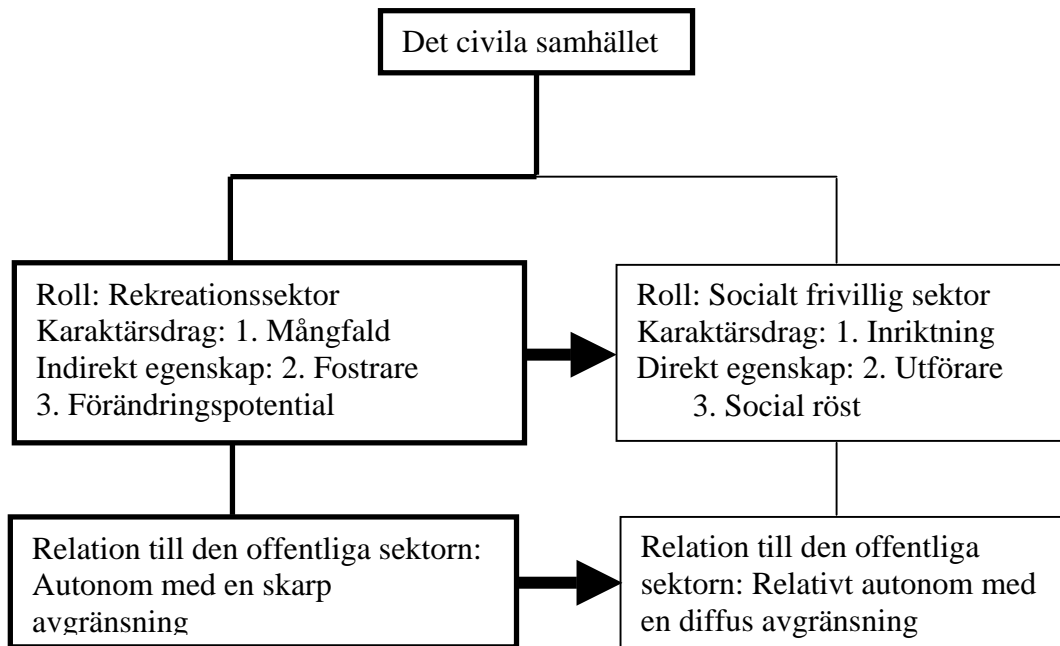 Det civila samhället
Roll: Rekreationssektor
Karaktärsdrag: 1. Mångfald
Indirekt egenskap: 2. Fostrare
3. Förändringspotential
Roll: Socialt frivillig sektor
Karaktärsdrag: 1. Inriktning
Direkt egenskap: 2. Utförare
3. Social röst
Relation till den offentliga sektorn:
Autonom med en skarp
avgränsning
Relation till den offentliga
sektorn: Relativt autonom med
en diffus avgränsning